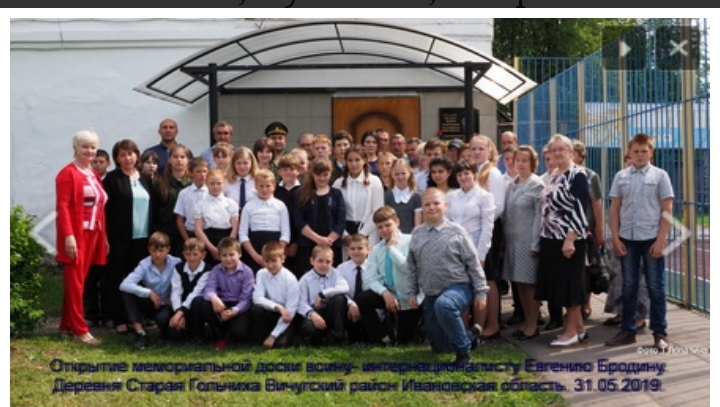 Открытие мемориальной доски воину- интернационалисту Евгению Бродину.
Деревня Старая Гольчиха Вичугский район Ивановская область. 31.05.2019